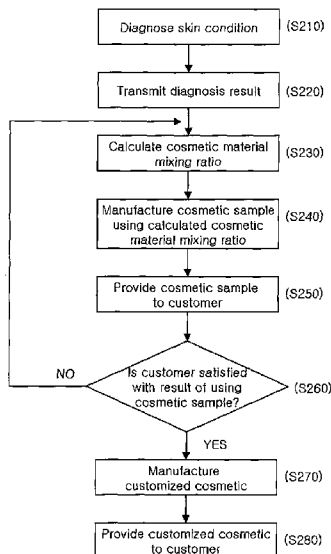 Diagnose skin condition
(S210)
Transmit diagnosis result
(S220)
Calculate cosmetic material
mixing ratio
(S230)
Manufacture cosmetic sample
using calculated cosmetic
material mixing ratio
(S240)
Provide cosmetic sample
to customer
(S250)
NO
Is customer satisfied
with result of using
cosmetic sample?
(S260)
YES
Manufacture
customized cosmetic
(S270)
Provide customized cosmetic
to customer
(S280)